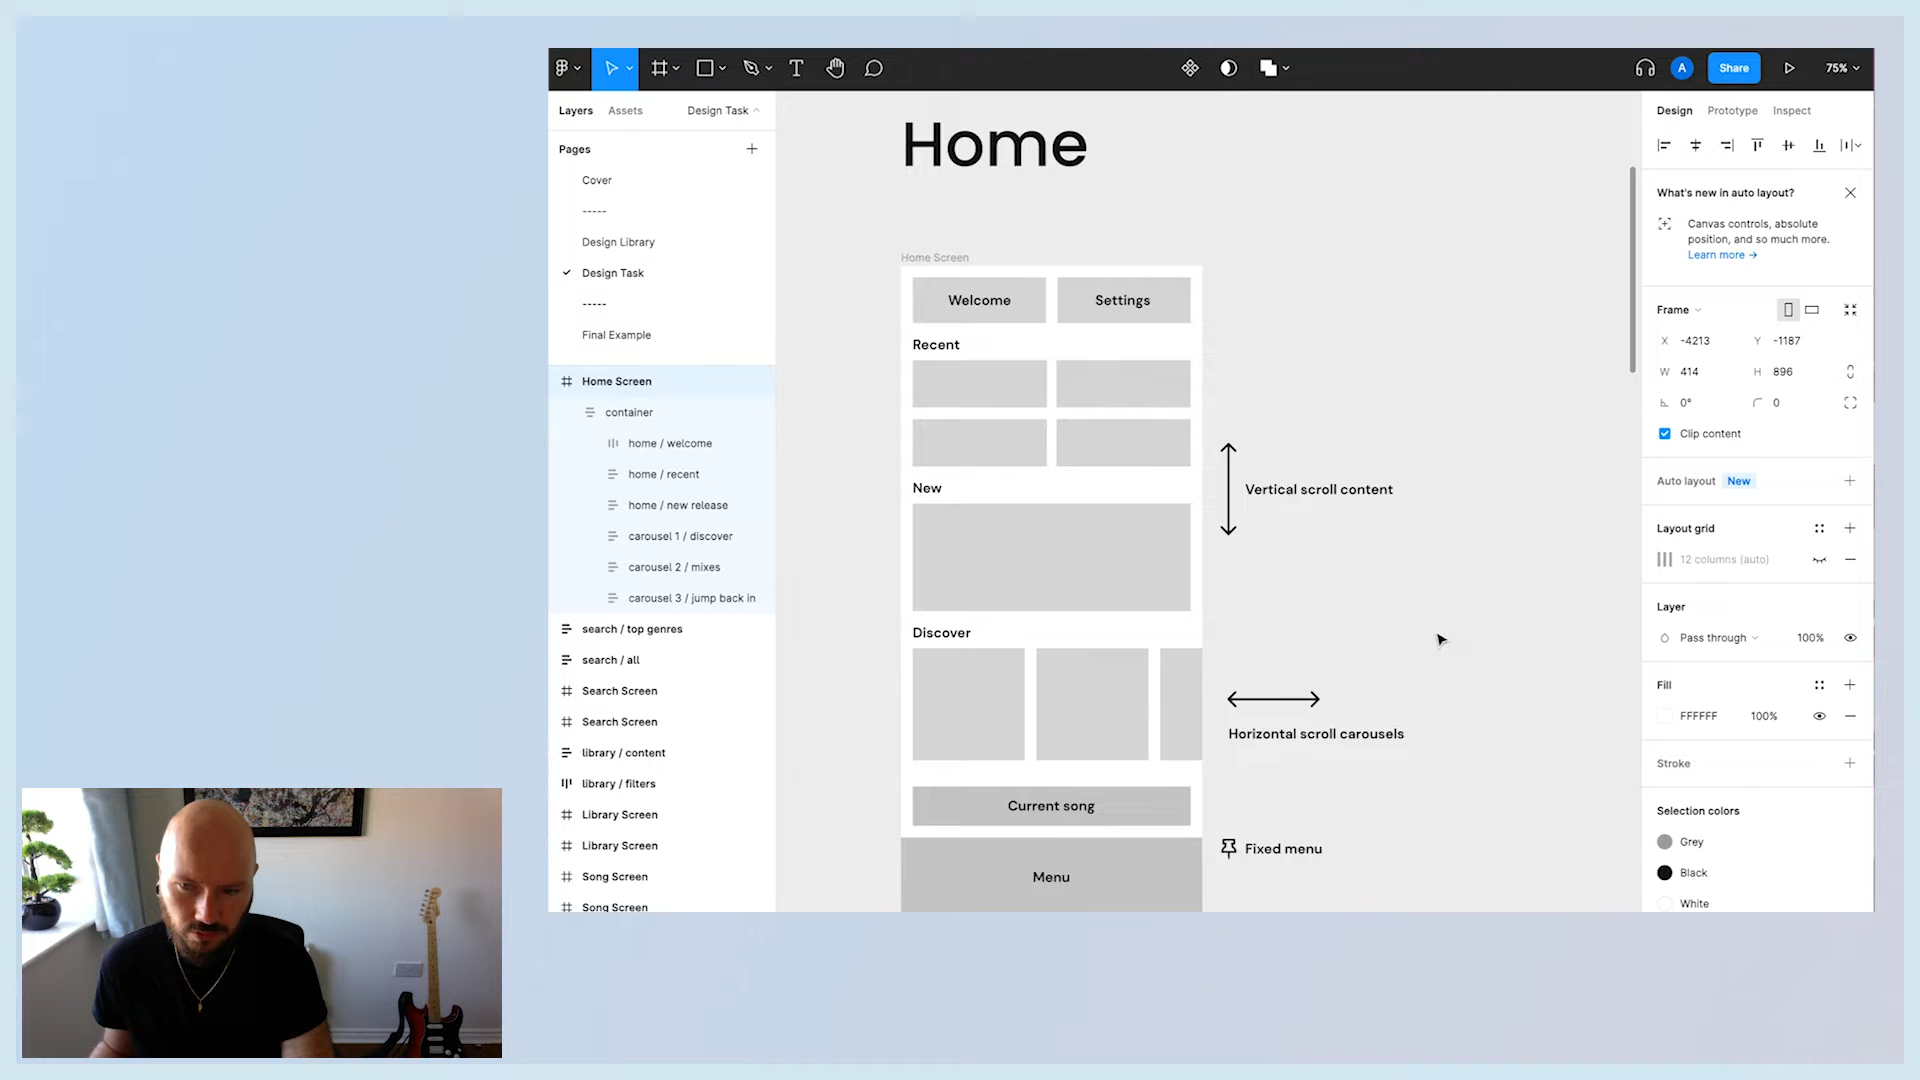 A
Share
75%
Layers
Assets
Design Task
Pages
Cover
-----
Design Library
Design Task
-----
Final Example
Home Screen
container
home / welcome
home / recent
home / new release
carousel 1 / discover
carousel 2 / mixes
carousel 3 / jump back in
search / top genres
search / all
Search Screen
Search Screen
library / content
library / filters
Library Screen
Library Screen
Song Screen
Song Screen
Home
Home Screen
Welcome
Settings
Recent
New
Vertical scroll content
Discover
Horizontal scroll carousels
Current song
Fixed menu
Menu
Design
Prototype
Inspect
What's new in auto layout?
Canvas controls, absolute
position, and so much more.
Learn more →
Frame
X -4213
Y -1187
W 414
H 896
0°
0
Clip content
Auto layout New
Layout grid
12 columns (auto)
Layer
Pass through
100%
Fill
FFFFFF
100%
Stroke
Selection colors
Grey
Black
White